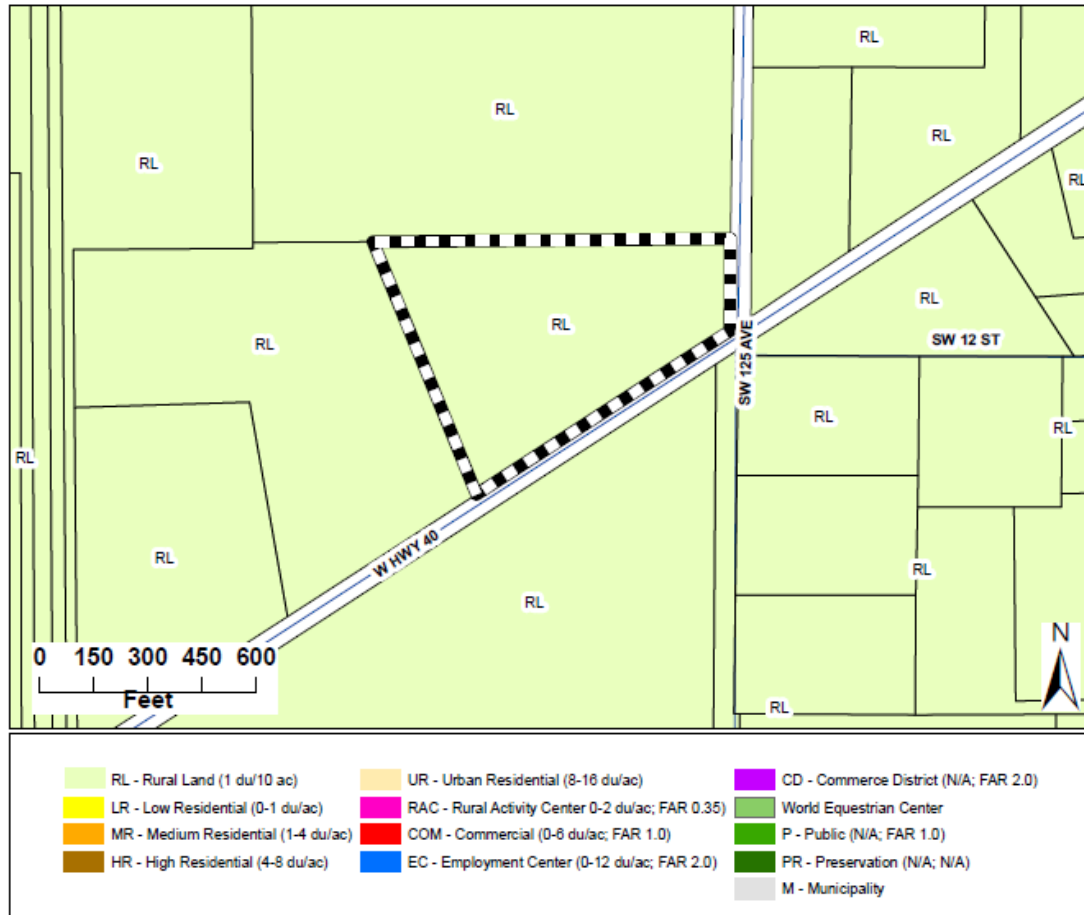 RL
RL
RL
RL
RL
RL
RL
RL
SW 125 AVE
SW 12 ST
RL
RL
RL
RL
W HWY 40
RL
RL
RL
N
0 150 300 450 600
Feet
RL
RL - Rural Land (1 du/10 ac)
LR - Low Residential (0-1 du/ac)
MR - Medium Residential (1-4 du/ac)
HR - High Residential (4-8 du/ac)
UR - Urban Residential (8-16 du/ac)
RAC - Rural Activity Center 0-2 du/ac; FAR 0.35)
COM - Commercial (0-6 du/ac; FAR 1.0)
EC - Employment Center (0-12 du/ac; FAR 2.0)
CD - Commerce District (N/A; FAR 2.0)
World Equestrian Center
P - Public (N/A; FAR 1.0)
PR - Preservation (N/A; N/A)
M - Municipality